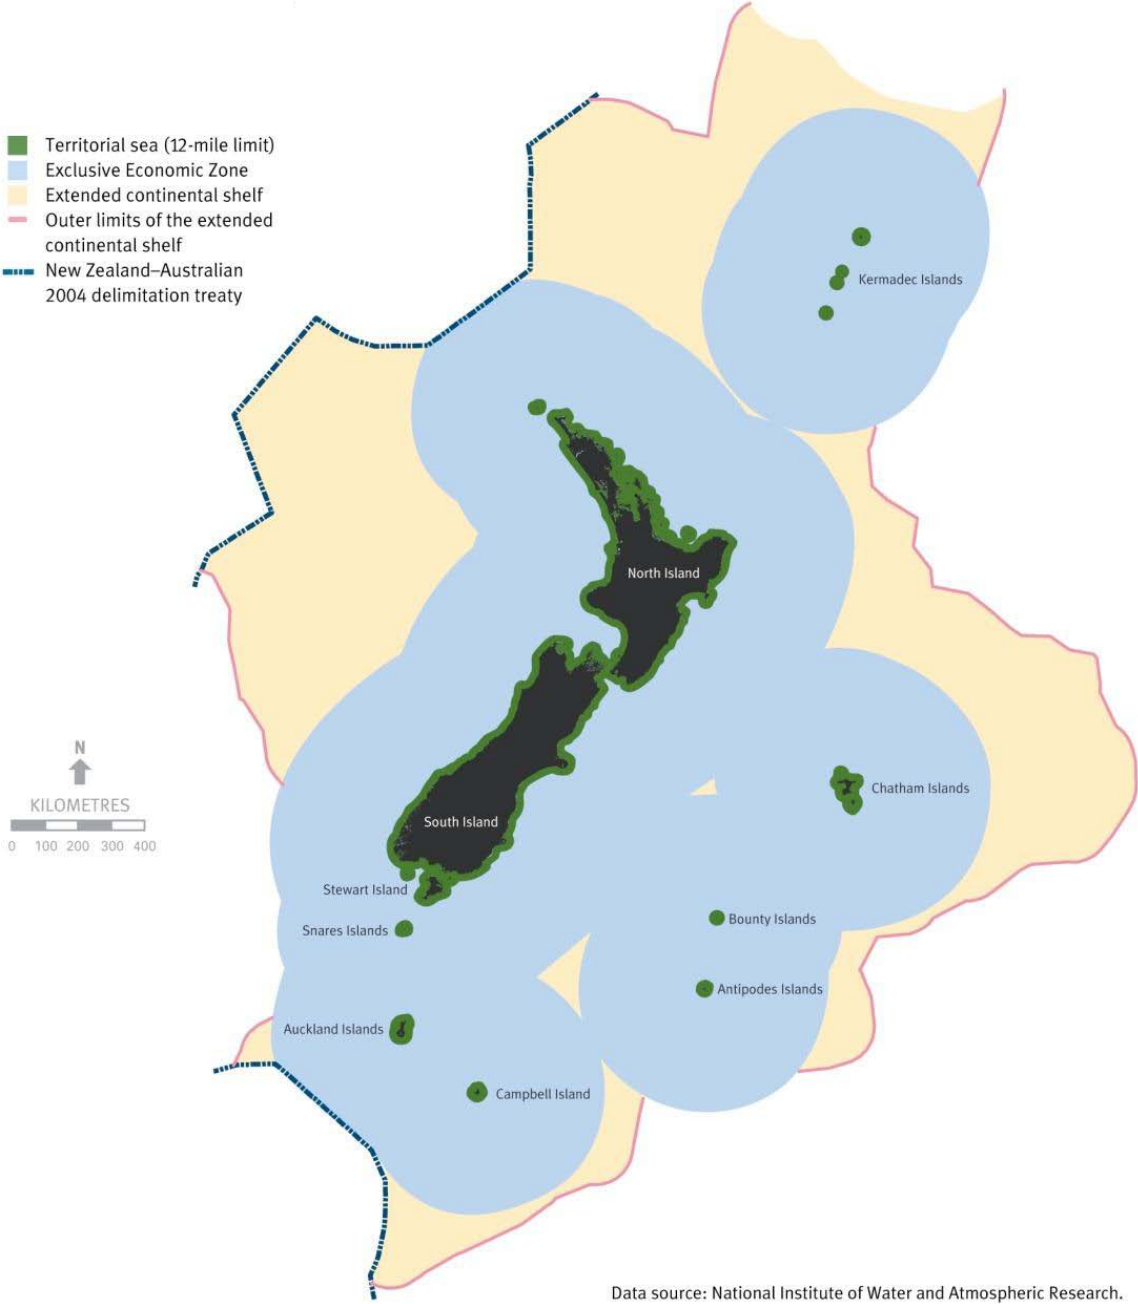 Territorial sea (12-mile limit)
Exclusive Economic Zone
Extended continental shelf
Outer limits of the extended
continental shelf
New Zealand–Australian
2004 delimitation treaty
Kermadec Islands
North Island
N
KILOMETRES
0 100 200 300 400
South Island
Chatham Islands
Stewart Island
Snares Islands
Bounty Islands
Antipodes Islands
Auckland Islands
Campbell Island
Data source: National Institute of Water and Atmospheric Research.